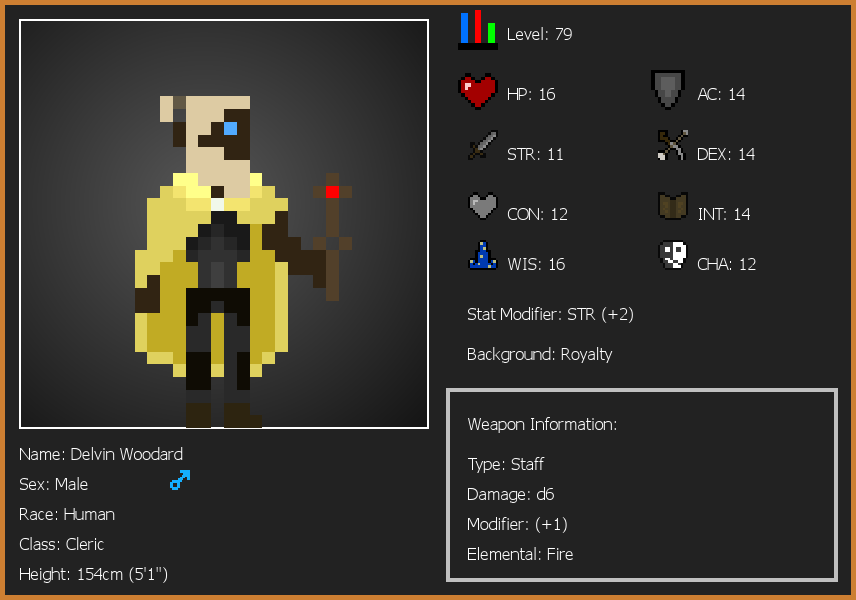 Level: 79
HP: 16
AC: 14
STR: 11
DEX: 14
CON: 12
INT: 14
WIS: 16
CHA: 12
Stat Modifier: STR (+2)
Background: Royalty
Weapon Information:
Type: Staff
Damage: d6
Modifier: (+1)
Elemental: Fire
Name: Delvin Woodard
Sex: Male
Race: Human
Class: Cleric
Height: 154cm (5'1")